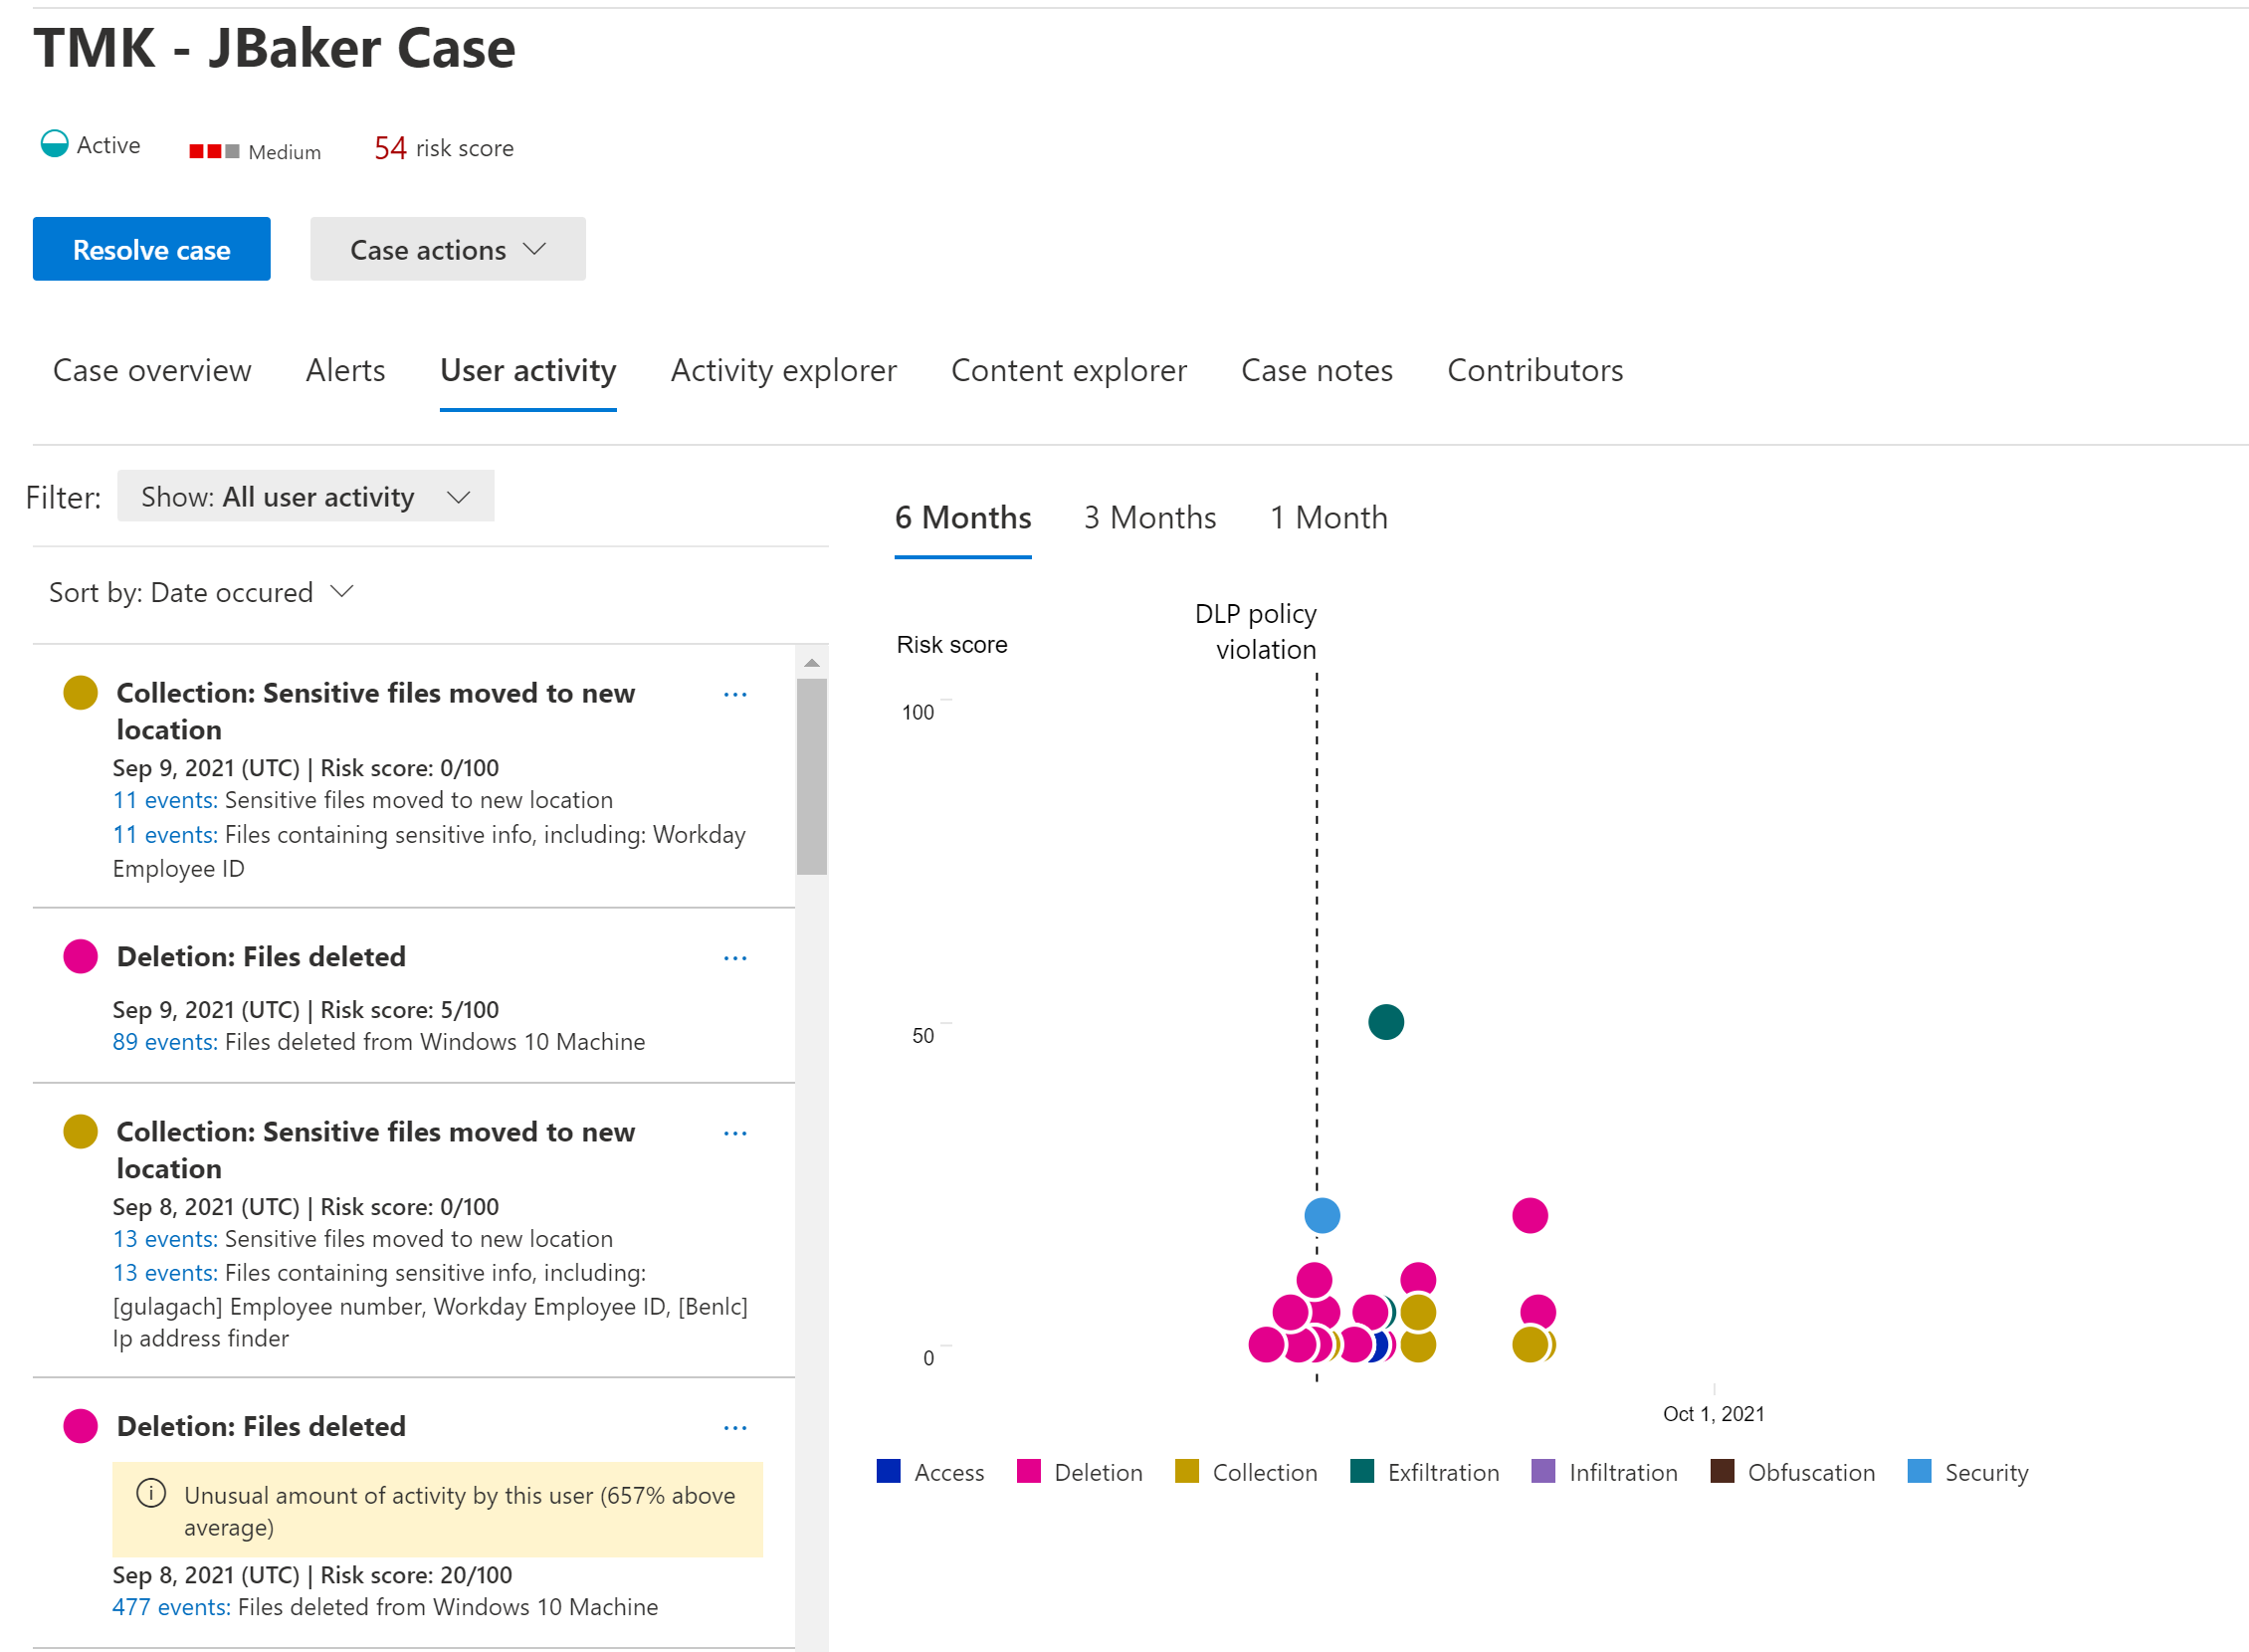 TMK - JBaker Case
Active
Medium
54 risk score
Resolve case
Case actions
Case overview
Alerts
User activity
Activity explorer
Content explorer
Case notes
Contributors
Filter:
Show: All user activity
Sort by: Date occured
Collection: Sensitive files moved to new
location
Sep 9, 2021 (UTC) | Risk score: 0/100
11 events: Sensitive files moved to new location
11 events: Files containing sensitive info, including: Workday
Employee ID
Deletion: Files deleted
Sep 9, 2021 (UTC) | Risk score: 5/100
89 events: Files deleted from Windows 10 Machine
Collection: Sensitive files moved to new
location
Sep 8, 2021 (UTC) | Risk score: 0/100
13 events: Sensitive files moved to new location
13 events: Files containing sensitive info, including:
[gulagach] Employee number, Workday Employee ID, [Benlc]
Ip address finder
Deletion: Files deleted
Unusual amount of activity by this user (657% above
average)
Sep 8, 2021 (UTC) | Risk score: 20/100
477 events: Files deleted from Windows 10 Machine
6 Months
3 Months
1 Month
DLP policy
violation
Risk score
100
50
0
Oct 1, 2021
Access
Deletion
Collection
Exfiltration
Infiltration
Obfuscation
Security